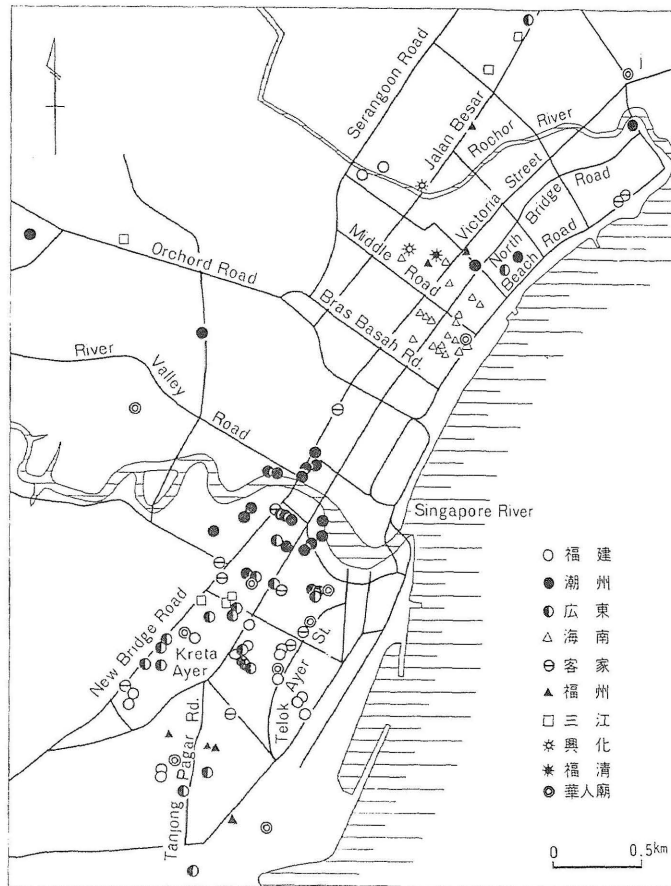 j
Serangoon Road
Jalan Besar
Rochor River
Victoria Street
North Bridge Road
Beach Road
Middle Road
Orchord Road
Bras Basah Rd.
River Valley Road
Singapore River
New Bridge Road
Kreta Ayer
Telok Ayer St.
Tanjong Pagar Rd.
○ 福建
● 潮州
◐ 広東
△ 海南
⊖ 客家
▲ 福州
□ 三江
☼ 興化
✷ 福清
◎ 華人廟
0 0.5km